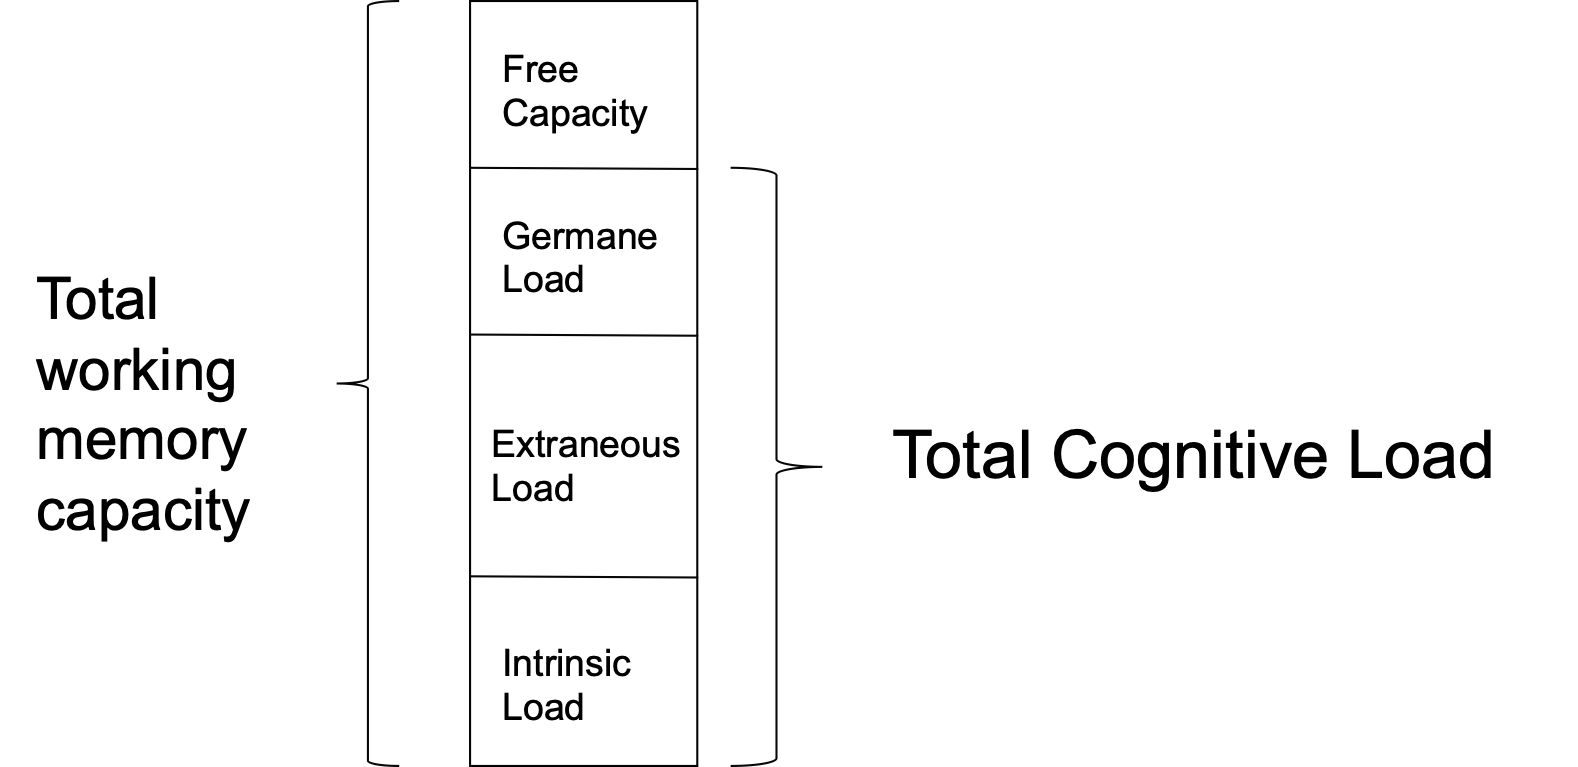 Total
working
memory
capacity
Free
Capacity
Germane
Load
Extraneous
Load
Intrinsic
Load
Total Cognitive Load